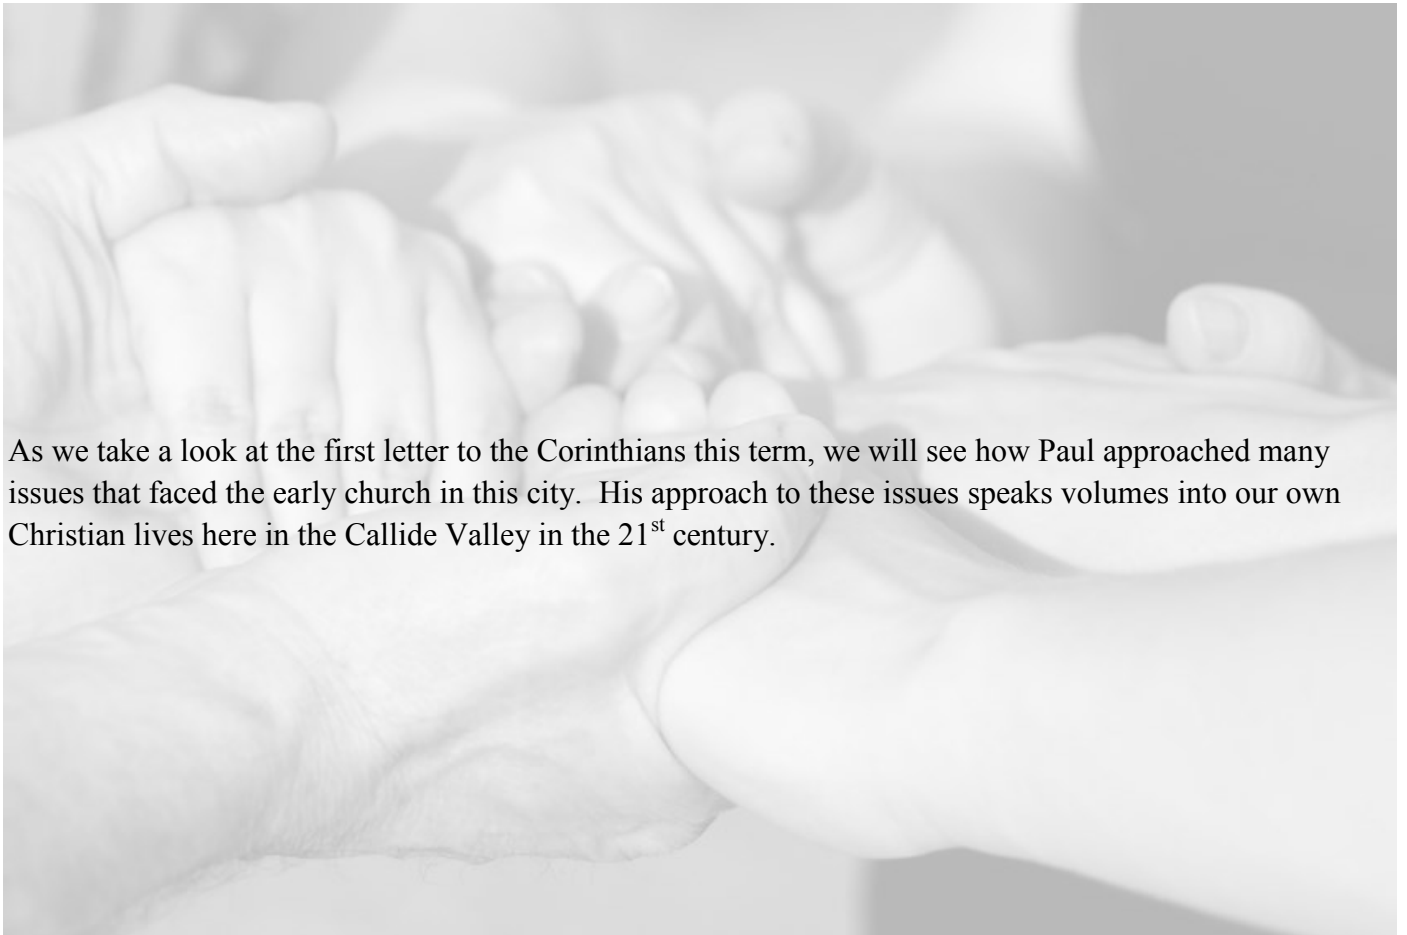 As we take a look at the first letter to the Corinthians this term, we will see how Paul approached many
issues that faced the early church in this city.  His approach to these issues speaks volumes into our own
Christian lives here in the Callide Valley in the 21st century.